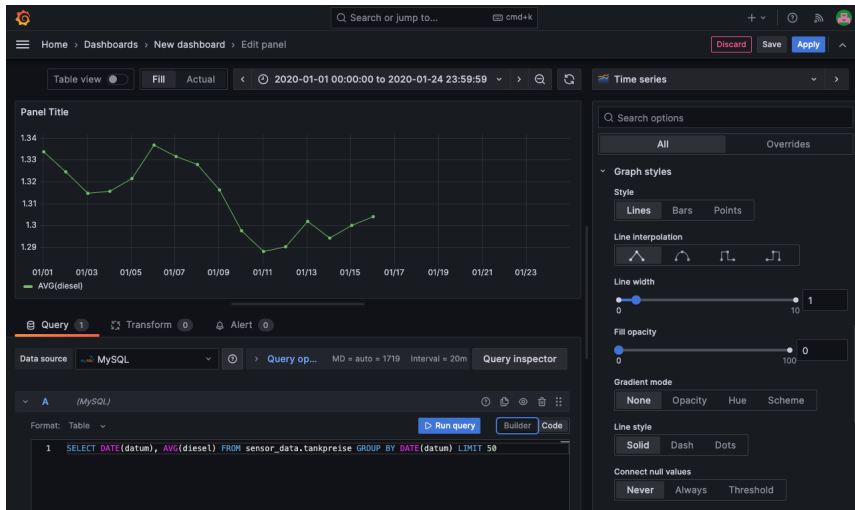 Search or jump to...
cmd+k
Home › Dashboards › New dashboard › Edit panel
Discard
Save
Apply
Table view
Fill
Actual
2020-01-01 00:00:00 to 2020-01-24 23:59:59
Time series
Panel Title
1.34
1.33
1.32
1.31
1.3
1.29
01/01 01/03 01/05 01/07 01/09 01/11 01/13 01/15 01/17 01/19 01/21 01/23
AVG(diesel)
Query 1
Transform 0
Alert 0
Data source
MySQL
Query op...
MD = auto = 1719
Interval = 20m
Query inspector
A
(MySQL)
Format: Table
Run query
Builder
Code
1 SELECT DATE(datum), AVG(diesel) FROM sensor_data.tankpreise GROUP BY DATE(datum) LIMIT 50
Search options
All
Overrides
Graph styles
Style
Lines
Bars
Points
Line interpolation
Line width
0
10
1
Fill opacity
0
100
0
Gradient mode
None
Opacity
Hue
Scheme
Line style
Solid
Dash
Dots
Connect null values
Never
Always
Threshold